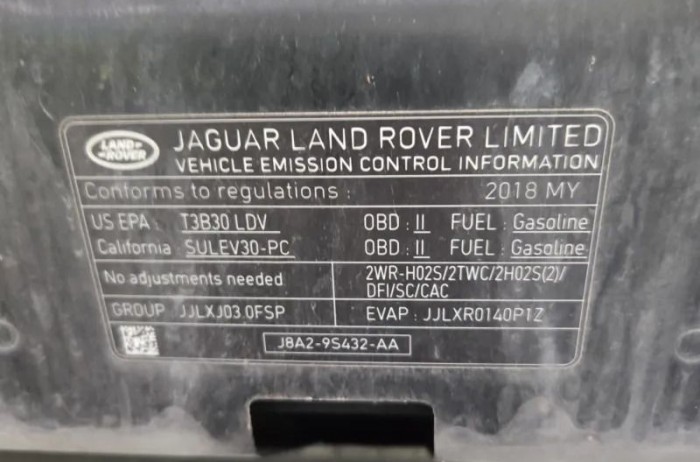 LAND ROVER
JAGUAR LAND ROVER LIMITED
VEHICLE EMISSION CONTROL INFORMATION
Conforms to regulations : 2018 MY
US EPA : T3B30 LDV OBD : II FUEL : Gasoline
California : SULEV30-PC OBD : II FUEL : Gasoline
No adjustments needed
2WR-HO2S/2TWC/2HO2S(2)/
DFI/SC/CAC
GROUP : JJLXJ03.0FSP EVAP : JJLXR0140P1Z
J8A2-9S432-AA